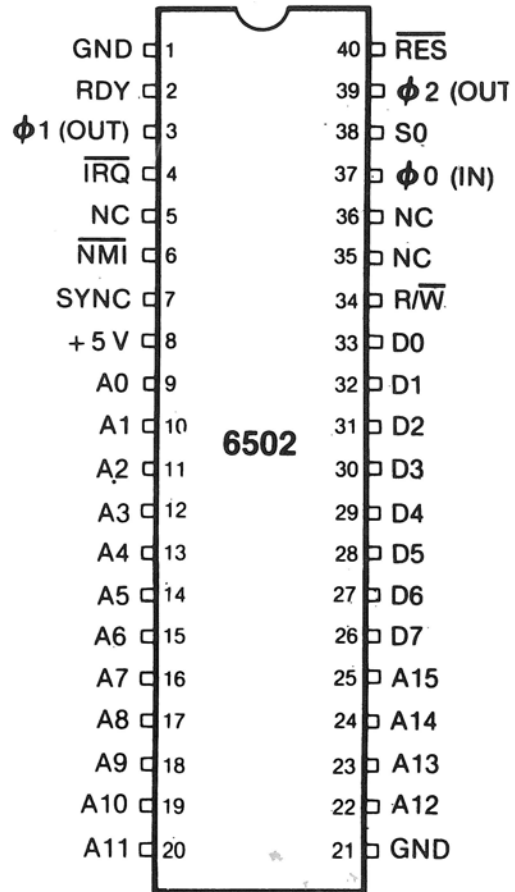 GND 1 40 R̅E̅S̅
RDY 2 39 ϕ2 (OUT
ϕ1 (OUT) 3 38 S0
I̅R̅Q̅ 4 37 ϕ0 (IN)
NC 5 36 NC
N̅M̅I̅ 6 35 NC
SYNC 7 34 R/W̅
+5V 8 33 D0
A0 9 32 D1
A1 10 31 D2
6502
A2 11 30 D3
A3 12 29 D4
A4 13 28 D5
A5 14 27 D6
A6 15 26 D7
A7 16 25 A15
A8 17 24 A14
A9 18 23 A13
A10 19 22 A12
A11 20 21 GND